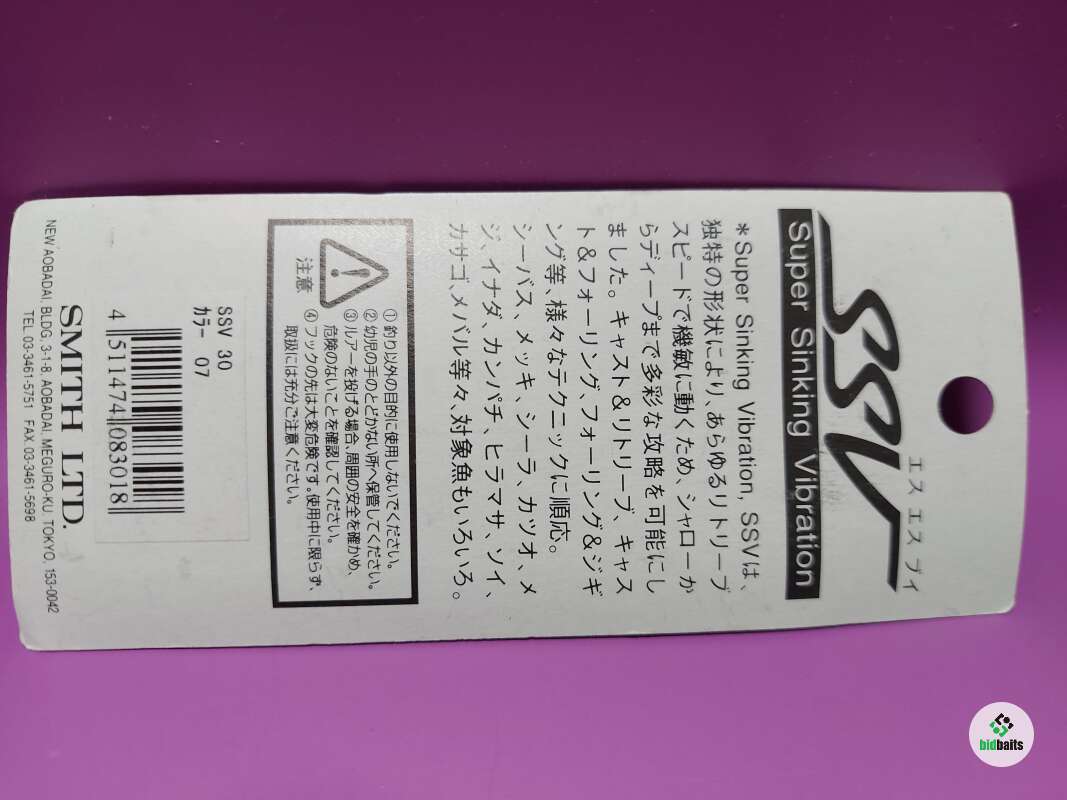 エス エス ブイ
SSV
Super Sinking Vibration
*Super Sinking Vibration, SSVは、
独特の形状により、あらゆるリトリーブ
スピードで機敏に動くため、シャローか
らディープまで多彩な攻略を可能にし
ました。キャスト&リトリーブ、キャス
ト&フォーリング、フォーリング&ジギ
ング等、様々なテクニックに順応。
シーバス、メッキ、シーラ、カツオ、メ
ジ、イナダ、カンパチ、ヒラマサ、ソイ、
カサゴ、メバル等々、対象魚もいろいろ。
注意
①釣り以外の目的に使用しないでください。
②幼児の手のとどかない所へ保管してください。
③ルアーを投げる場合、周囲の安全を確かめ、
危険のないことを確認してください。
④フックの先は大変危険です。使用中に限らず、
取扱には充分ご注意ください。
SSV 30
カラー 07
4 511474 083018
SMITH LTD.
NEW AOBADAI, BLDG, 3-1-8, AOBADAI, MEGURO-KU, TOKYO, 153-0042
TEL 03-3461-5751 FAX 03-3461-5698
bidbaits